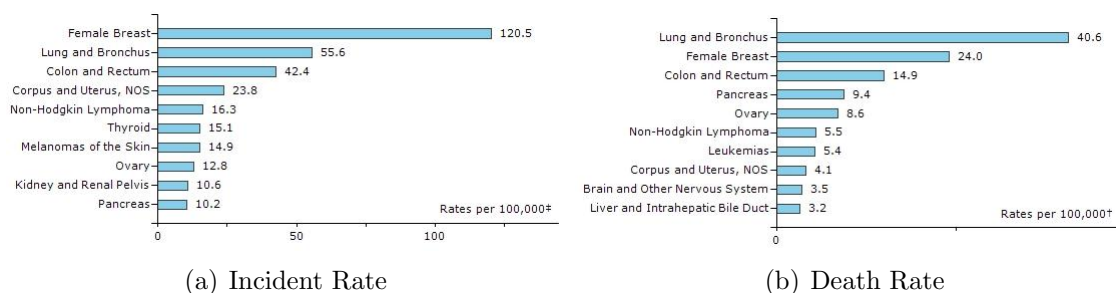 Female Breast 120.5
Lung and Bronchus 55.6
Colon and Rectum 42.4
Corpus and Uterus, NOS 23.8
Non-Hodgkin Lymphoma 16.3
Thyroid 15.1
Melanomas of the Skin 14.9
Ovary 12.8
Kidney and Renal Pelvis 10.6
Pancreas 10.2
Rates per 100,000‡
0 50 100
(a) Incident Rate
Lung and Bronchus 40.6
Female Breast 24.0
Colon and Rectum 14.9
Pancreas 9.4
Ovary 8.6
Non-Hodgkin Lymphoma 5.5
Leukemias 5.4
Corpus and Uterus, NOS 4.1
Brain and Other Nervous System 3.5
Liver and Intrahepatic Bile Duct 3.2
Rates per 100,000†
0
(b) Death Rate